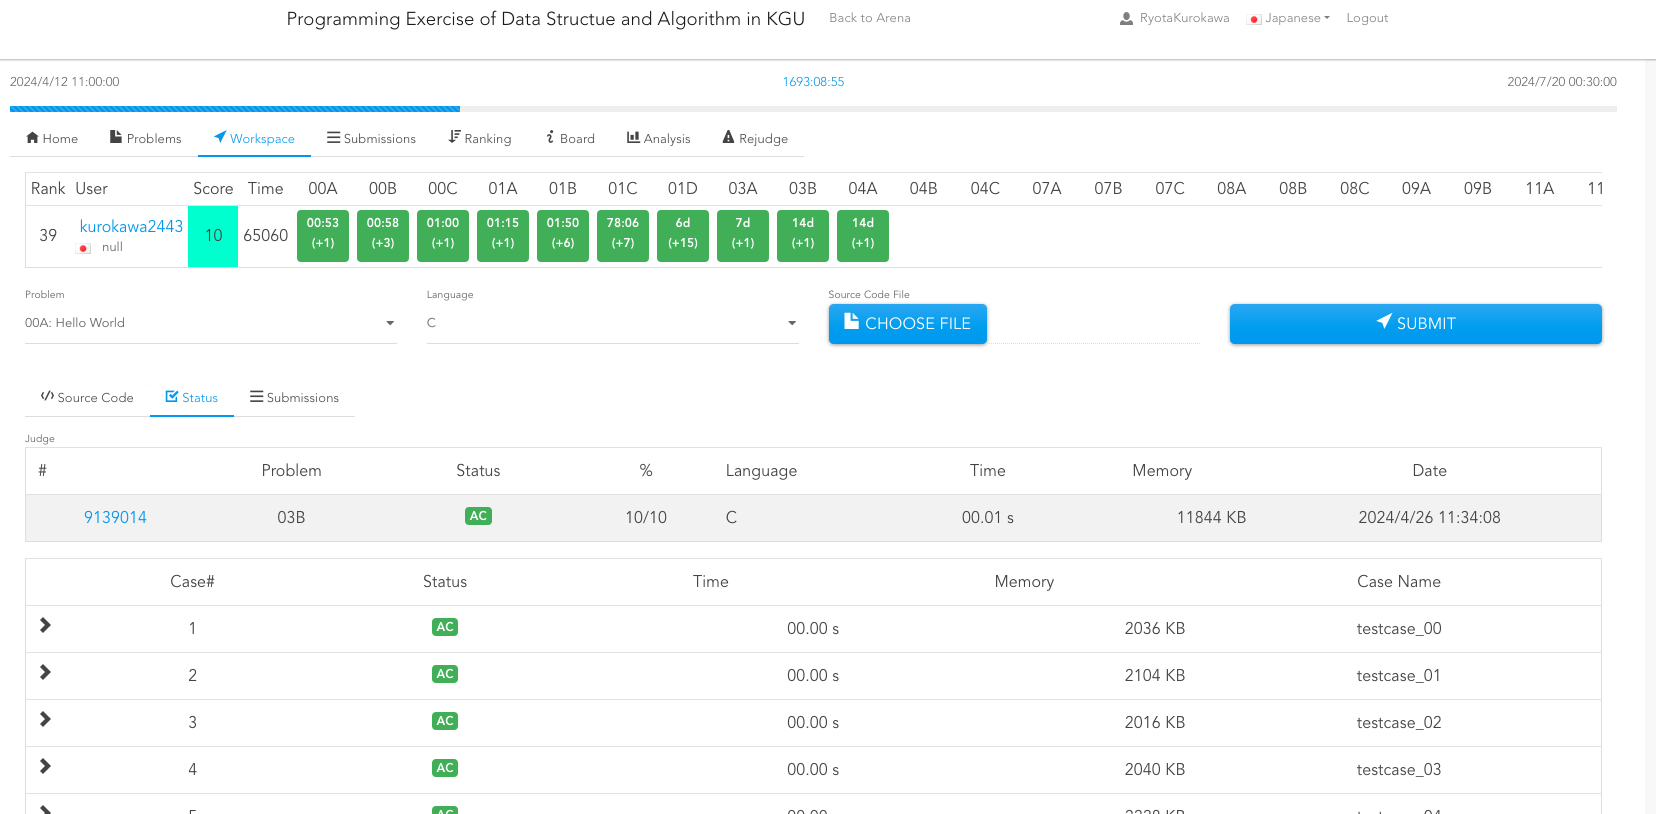 Programming Exercise of Data Structue and Algorithm in KGU Back to Arena RyotaKurokawa Japanese Logout
2024/4/12 11:00:00 1693:08:55 2024/7/20 00:30:00
Home Problems Workspace Submissions Ranking Board Analysis Rejudge
Rank User Score Time 00A 00B 00C 01A 01B 01C 01D 03A 03B 04A 04B 04C 07A 07B 07C 08A 08B 08C 09A 09B 11A 11
39 kurokawa2443 null 10 65060 00:53 (+1) 00:58 (+3) 01:00 (+1) 01:15 (+1) 01:50 (+6) 78:06 (+7) 6d (+15) 7d (+1) 14d (+1) 14d (+1)
Problem Language Source Code File
00A: Hello World C CHOOSE FILE SUBMIT
Source Code Status Submissions
Judge
# Problem Status % Language Time Memory Date
9139014 03B AC 10/10 C 00.01 s 11844 KB 2024/4/26 11:34:08
Case# Status Time Memory Case Name
1 AC 00.00 s 2036 KB testcase_00
2 AC 00.00 s 2104 KB testcase_01
3 AC 00.00 s 2016 KB testcase_02
4 AC 00.00 s 2040 KB testcase_03